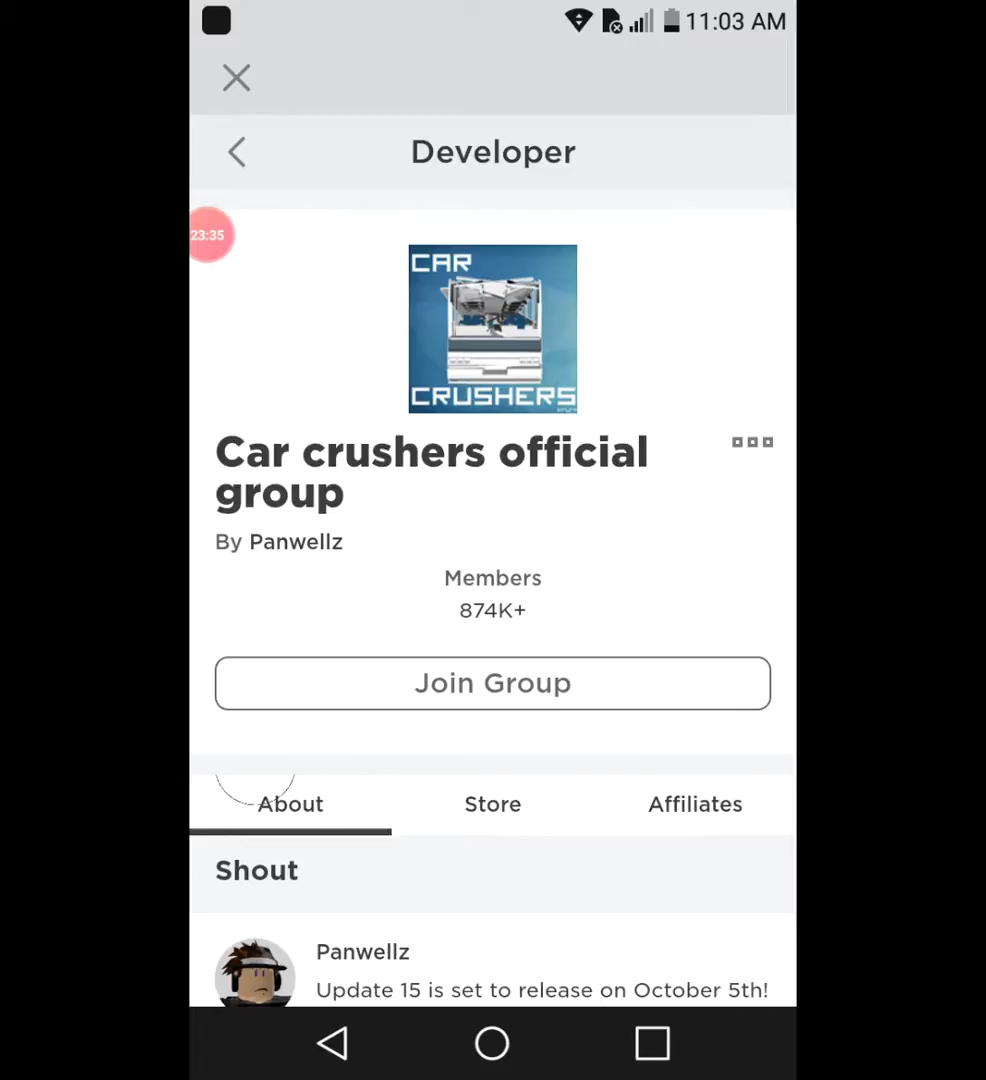 11:03 AM
Developer
23:35
CAR
CRUSHERS
Car crushers official
group
By Panwellz
Members
874K+
Join Group
About Store Affiliates
Shout
Panwellz
Update 15 is set to release on October 5th!